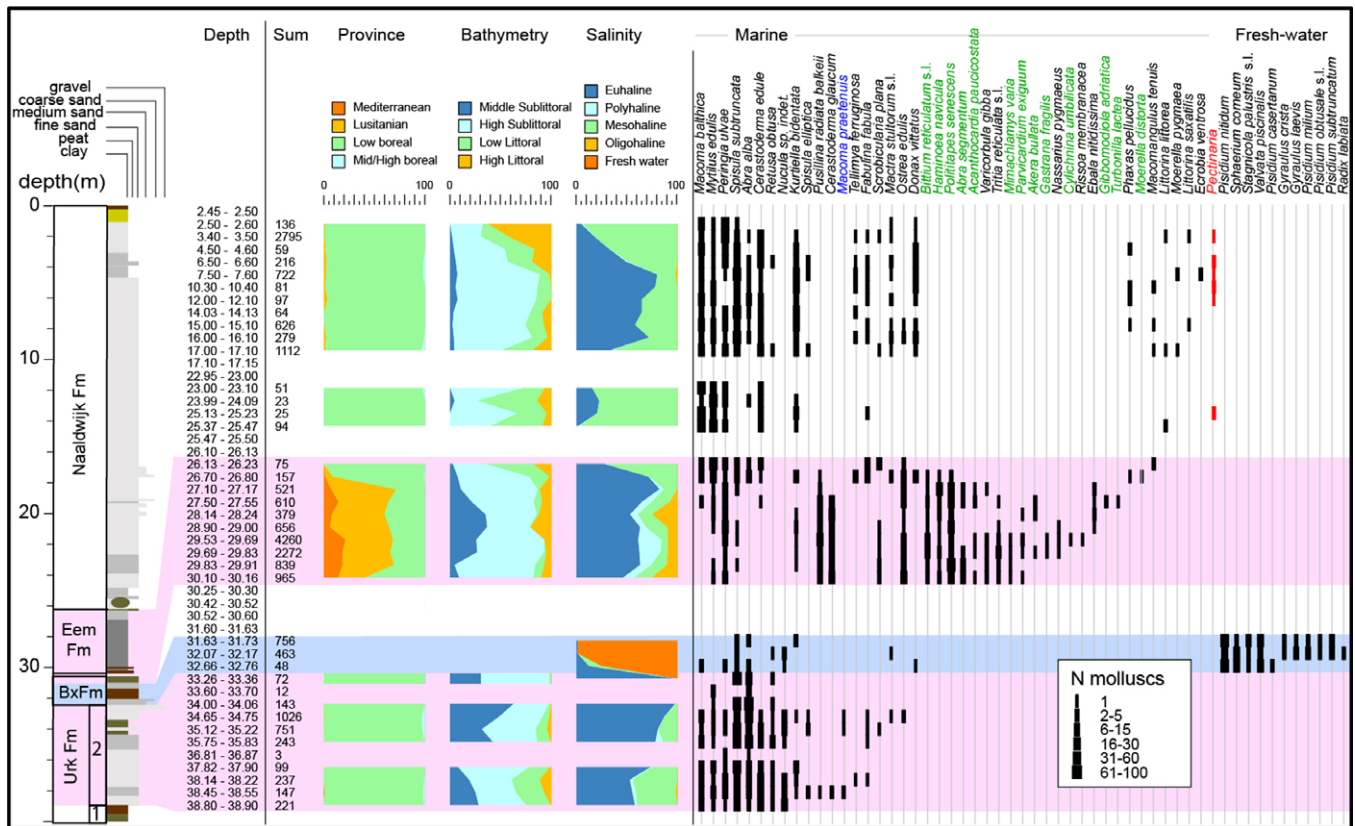 Depth Sum Province Bathymetry Salinity Marine Fresh-water
gravel
coarse sand
medium sand
fine sand
peat
clay
depth(m)
0
10
20
30
Naaldwijk Fm
Eem Fm
BxFm
Urk Fm
2
1
Mediterranean
Lusitanian
Low boreal
Mid/High boreal
0 100
Middle Sublittoral
High Sublittoral
Low Littoral
High Littoral
0 100
Euhaline
Polyhaline
Mesohaline
Oligohaline
Fresh water
0 100
Macoma balthica
Mytilus edulis
Peringia ulvae
Spisula subtruncata
Abra alba
Cerastoderma edule
Retusa obtusa
Nucula spindet.
Kurtiella bidentata
Spisula elliptica
Pusillina radiata balkeii
Cerastoderma glaucum
Macoma praetenuis
Tellimya ferruginosa
Fabulina fabula
Scrobicularia plana
Mactra stultorum s.l.
Ostrea edulis
Donax vittatus
Bittium reticulatum s.l.
Haminoea navicula
Polititapes senescens
Abra segmentum
Acanthocardia paucicostata
Varicorbula gibba
Tritia reticulata s.l.
Mimachlamys varia
Parvicardium exiguum
Akera bullata
Gastrana fragilis
Nassarius pygmaeus
Cylichnina umbilicata
Rissoa membranacea
Ebala nitidissima
Gibbomodiola adriatica
Turbonilla lactea
Phaxas pellucidus
Moerella distorta
Macomangulus tenuis
Littorina littorea
Moerella pygmaea
Littorina saxatilis
Ecrobia ventrosa
Pectinaria
Pisidium nitidum
Sphaerium corneum
Stagnicola palustris s.l.
Valvata piscinalis
Pisidium casertanum
Gyraulus crista
Gyraulus laevis
Pisidium milium
Pisidium obtusale s.l.
Pisidium subtruncatum
Radix labiata
2.45 - 2.50
2.50 - 2.60 136
3.40 - 3.50 2795
4.50 - 4.60 59
6.50 - 6.60 216
7.50 - 7.60 722
10.30 - 10.40 81
12.00 - 12.10 97
14.03 - 14.13 64
15.00 - 15.10 626
16.00 - 16.10 279
17.00 - 17.10 1112
17.10 - 17.15
22.95 - 23.00
23.00 - 23.10 51
23.99 - 24.09 23
25.13 - 25.23 25
25.37 - 25.47 94
25.47 - 25.50
26.10 - 26.13
26.13 - 26.23 75
26.70 - 26.80 157
27.10 - 27.17 521
27.50 - 27.55 610
28.14 - 28.24 379
28.90 - 29.00 656
29.53 - 29.69 4260
29.69 - 29.83 2272
29.83 - 29.91 839
30.10 - 30.16 965
30.25 - 30.30
30.42 - 30.52
30.52 - 30.60
31.60 - 31.63
31.63 - 31.73 756
32.07 - 32.17 463
32.66 - 32.76 48
33.26 - 33.36 72
33.60 - 33.70 12
34.00 - 34.06 143
34.65 - 34.75 1026
35.12 - 35.22 751
35.75 - 35.83 243
36.81 - 36.87 3
37.82 - 37.90 99
38.14 - 38.22 237
38.45 - 38.55 147
38.80 - 38.90 221
N molluscs
1
2-5
6-15
16-30
31-60
61-100